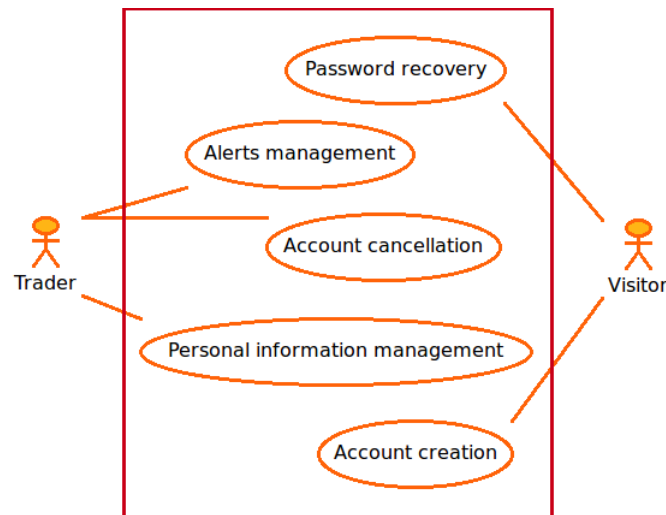 Password recovery
Alerts management
Account cancellation
Trader
Visitor
Personal information management
Account creation